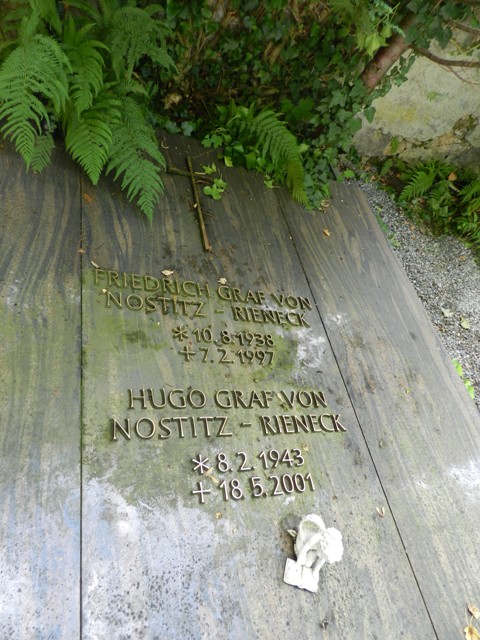 FRIEDRICH GRAF VON
NOSTITZ - RIENECK
* 10.8.1938
+ 7.2.1997
HUGO GRAF VON
NOSTITZ - RIENECK
* 8.2.1943
+ 18.5.2001